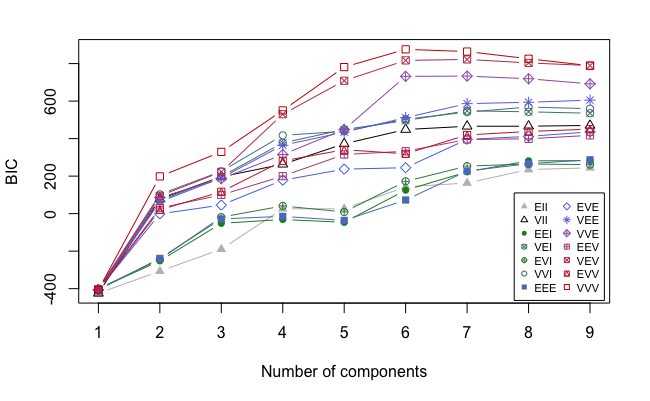 BIC
600
200
0
-400
1 2 3 4 5 6 7 8 9
Number of components
EII EVE
VII VEE
EEI VVE
VEI EEV
EVI VEV
VVI EVV
EEE VVV